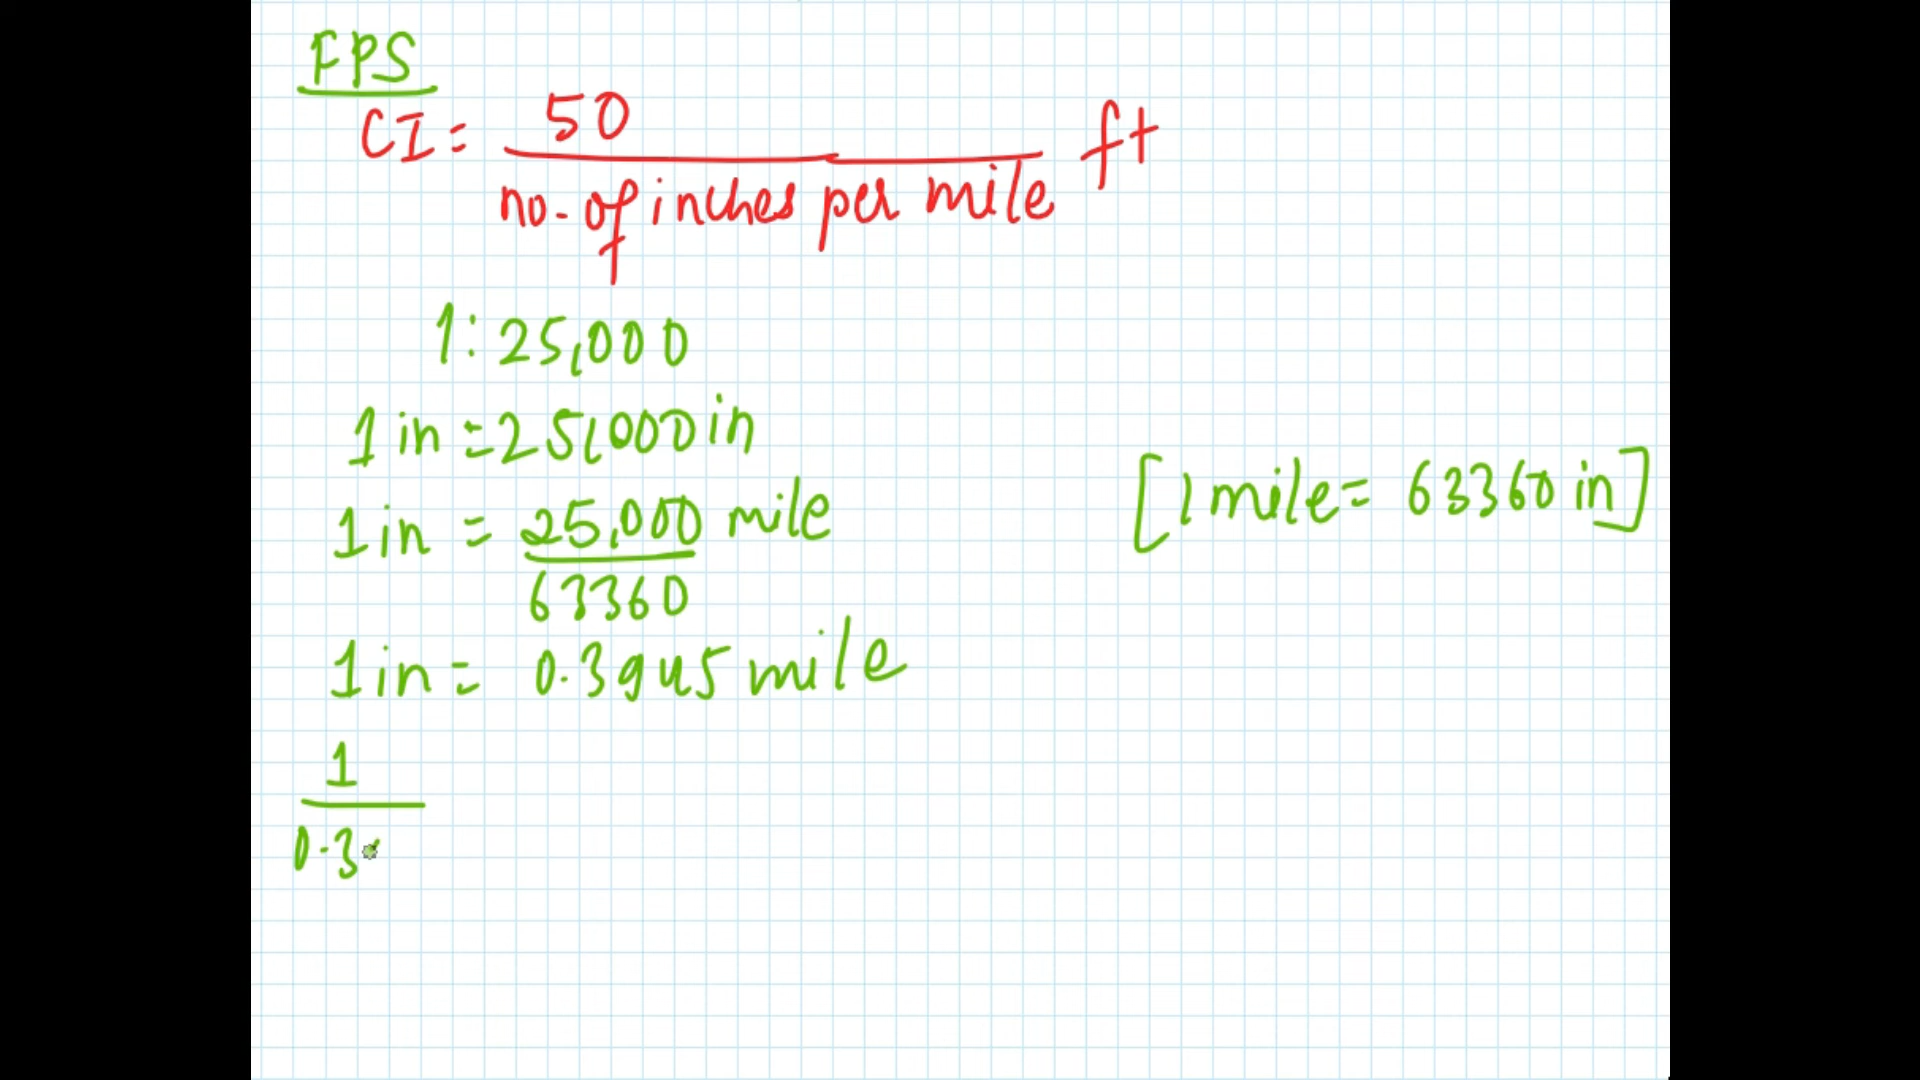 FPS
CI = 50 / no. of inches per mile ft
1:25,000
1 in = 25,000 in
1 in = 25,000 / 63360 mile
[1 mile = 63360 in]
1 in = 0.3945 mile
1 / 0.3